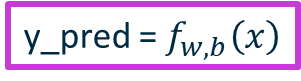 y_pred = f_{w,b}(x)